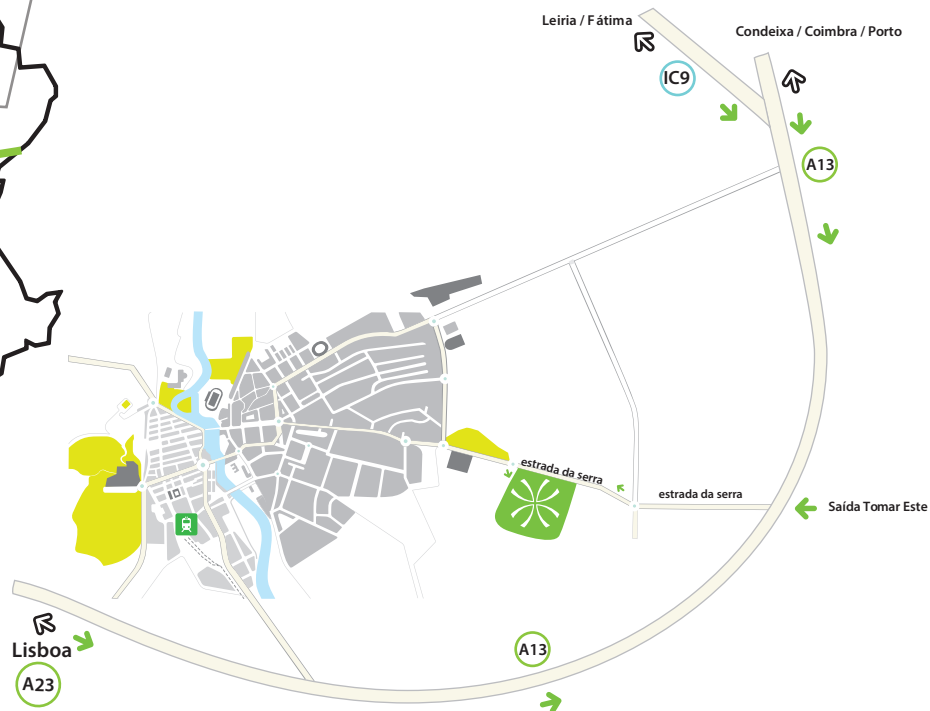 Leiria / Fátima
Condeixa / Coimbra / Porto
IC9
A13
estrada da serra
estrada da serra
Saída Tomar Este
Lisboa
A23
A13